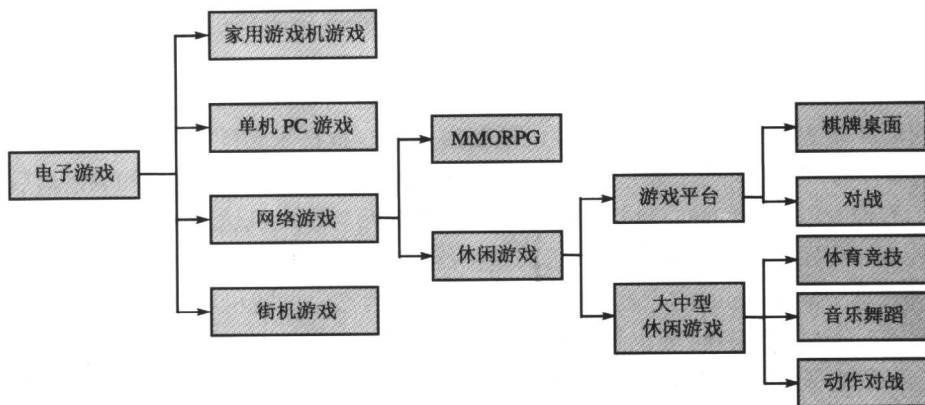 家用游戏机游戏
单机 PC 游戏
电子游戏
网络游戏
街机游戏
MMORPG
休闲游戏
游戏平台
大中型
休闲游戏
棋牌桌面
对战
体育竞技
音乐舞蹈
动作对战